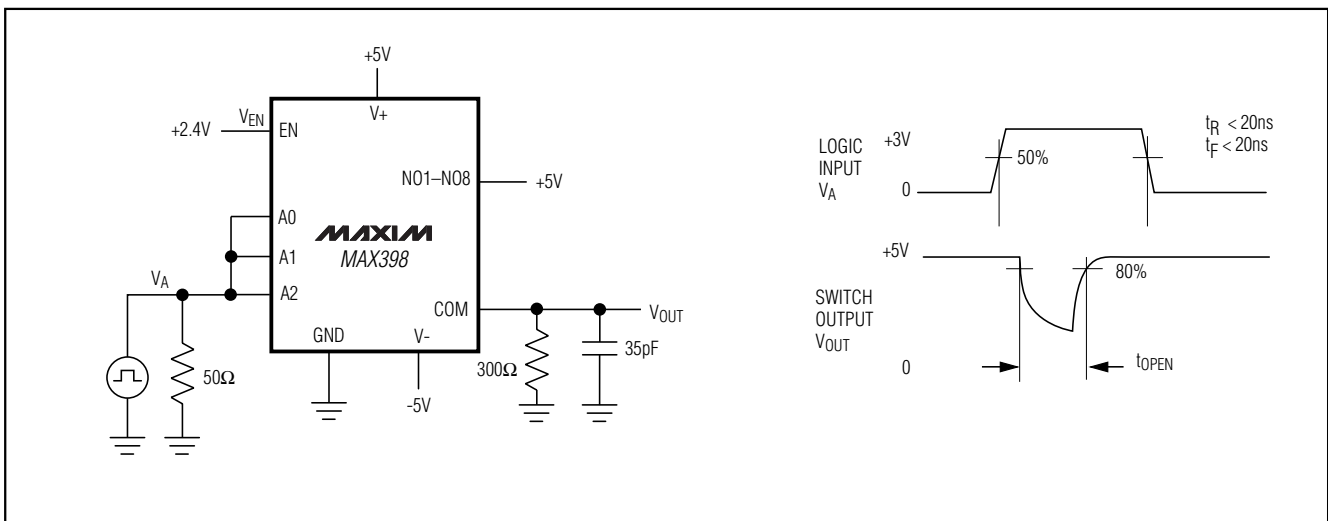 +5V
V+
+2.4V
VEN
EN
NO1–NO8
+5V
A0
A1
A2
MAXIM
MAX398
VA
COM
VOUT
GND
V-
50Ω
-5V
300Ω
35pF
LOGIC
INPUT
VA
+3V
0
50%
tR < 20ns
tF < 20ns
+5V
80%
SWITCH
OUTPUT
VOUT
0
tOPEN